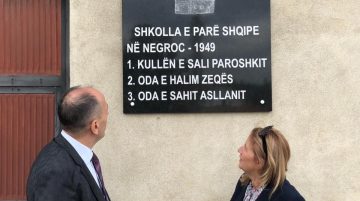 SHKOLLA E PARË SHQIPE
NË NEGROC - 1949
1. KULLËN E SALI PAROSHKIT
2. ODA E HALIM ZEQËS
3. ODA E SAHIT ASLLANIT